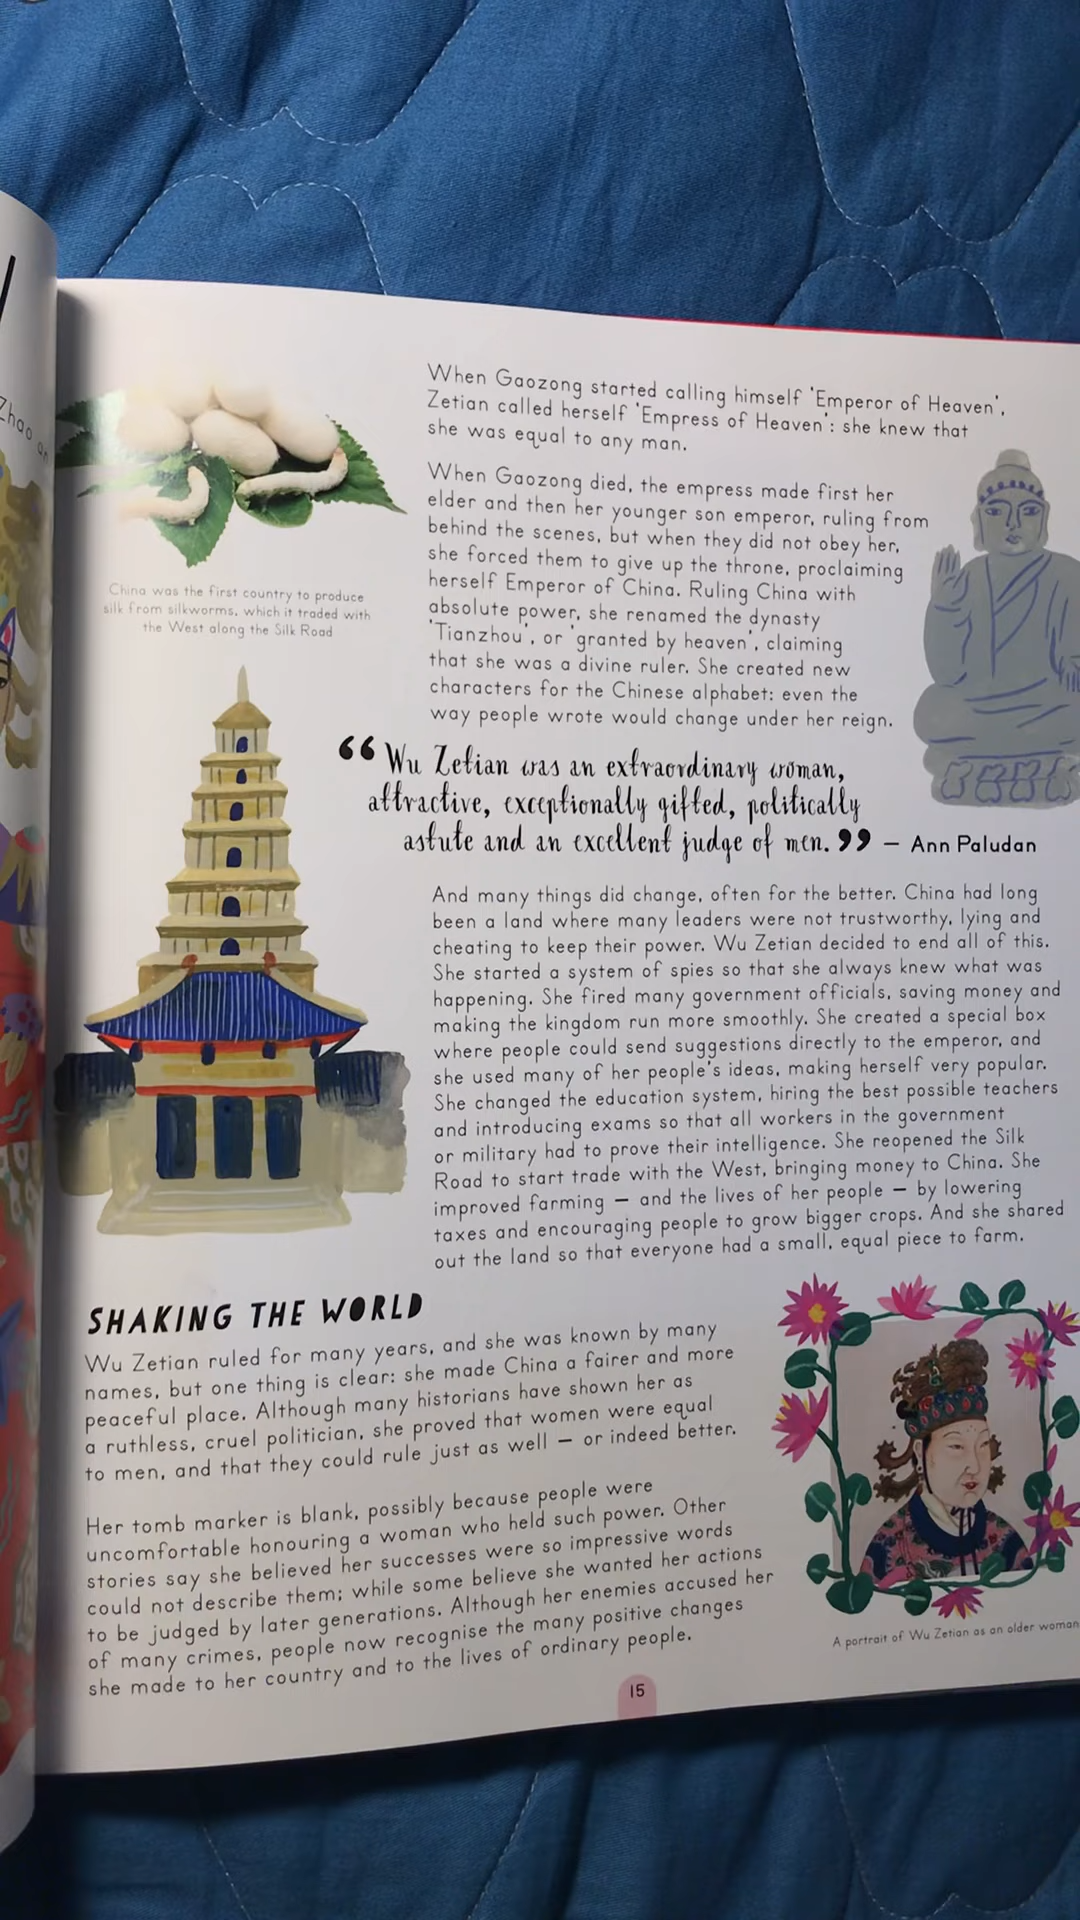 Zhao
When Gaozong started calling himself 'Emperor of Heaven',
Zetian called herself 'Empress of Heaven': she knew that
she was equal to any man.
When Gaozong died, the empress made first her
elder and then her younger son emperor, ruling from
behind the scenes, but when they did not obey her,
she forced them to give up the throne, proclaiming
herself Emperor of China. Ruling China with
absolute power, she renamed the dynasty
'Tianzhou', or 'granted by heaven', claiming
that she was a divine ruler. She created new
characters for the Chinese alphabet: even the
way people wrote would change under her reign.
China was the first country to produce
silk from silkworms, which it traded with
the West along the Silk Road
“Wu Zetian was an extraordinary woman,
attractive, exceptionally gifted, politically
astute and an excellent judge of men.” – Ann Paludan
And many things did change, often for the better. China had long
been a land where many leaders were not trustworthy, lying and
cheating to keep their power. Wu Zetian decided to end all of this.
She started a system of spies so that she always knew what was
happening. She fired many government officials, saving money and
making the kingdom run more smoothly. She created a special box
where people could send suggestions directly to the emperor, and
she used many of her people's ideas, making herself very popular.
She changed the education system, hiring the best possible teachers
and introducing exams so that all workers in the government
or military had to prove their intelligence. She reopened the Silk
Road to start trade with the West, bringing money to China. She
improved farming – and the lives of her people – by lowering
taxes and encouraging people to grow bigger crops. And she shared
out the land so that everyone had a small, equal piece to farm.
SHAKING THE WORLD
Wu Zetian ruled for many years, and she was known by many
names, but one thing is clear: she made China a fairer and more
peaceful place. Although many historians have shown her as
a ruthless, cruel politician, she proved that women were equal
to men, and that they could rule just as well – or indeed better.
Her tomb marker is blank, possibly because people were
uncomfortable honouring a woman who held such power. Other
stories say she believed her successes were so impressive words
could not describe them; while some believe she wanted her actions
to be judged by later generations. Although her enemies accused her
of many crimes, people now recognise the many positive changes
she made to her country and to the lives of ordinary people.
A portrait of Wu Zetian as an older woman
15